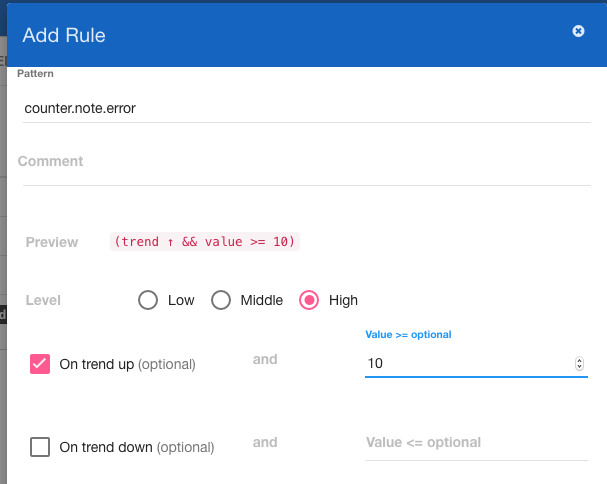 Add Rule
Pattern
counter.note.error
Comment
Preview (trend ↑ && value >= 10)
Level Low Middle High
Value >= optional
On trend up (optional) and 10
On trend down (optional) and Value <= optional